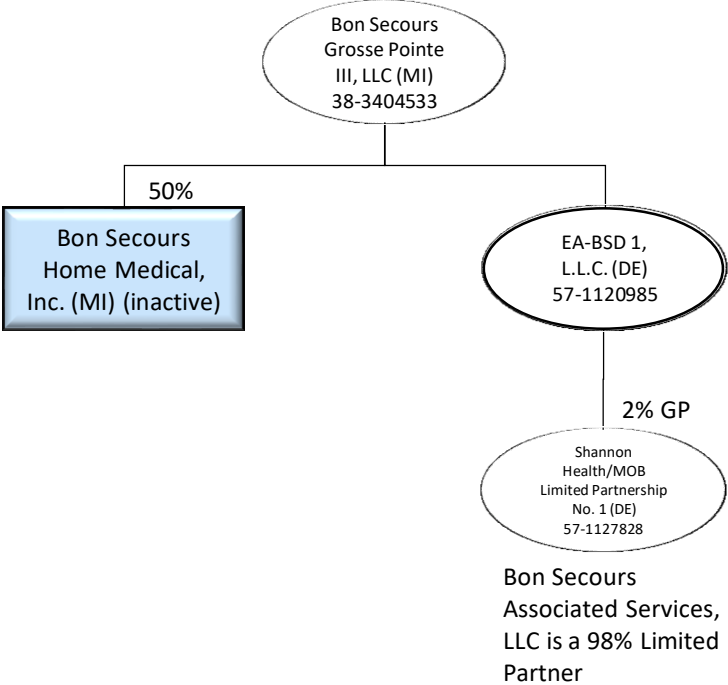 Bon Secours
Grosse Pointe
III, LLC (MI)
38-3404533
50%
Bon Secours
Home Medical,
Inc. (MI) (inactive)
EA-BSD 1,
L.L.C. (DE)
57-1120985
2% GP
Shannon
Health/MOB
Limited Partnership
No. 1 (DE)
57-1127828
Bon Secours
Associated Services,
LLC is a 98% Limited
Partner